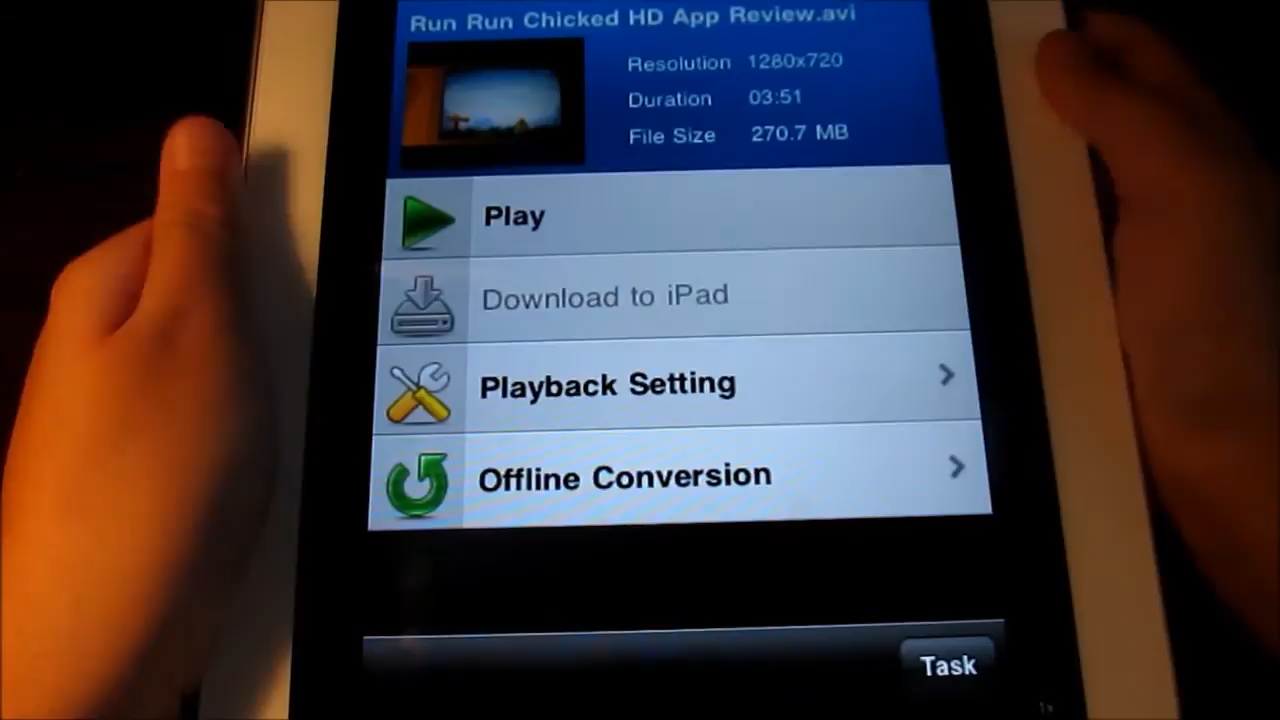 Run Run Chicked HD App Review.avi
Resolution 1280x720
Duration 03:51
File Size 270.7 MB
Play
Download to iPad
Playback Setting
Offline Conversion
Task